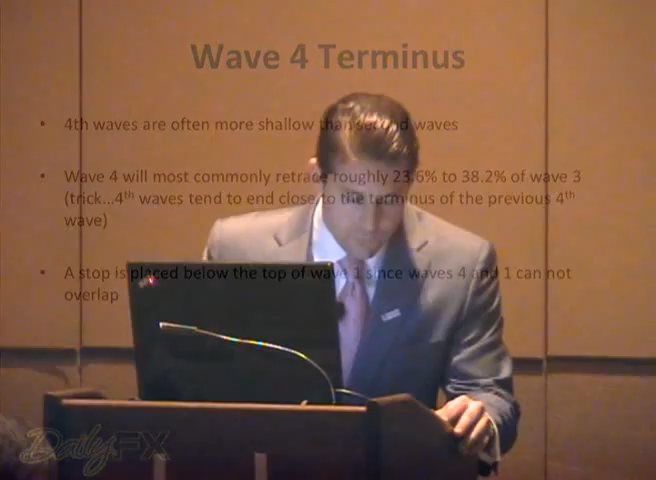 Wave 4 Terminus
• 4th waves are often more shallow than second waves
• Wave 4 will most commonly retrace roughly 23.6% to 38.2% of wave 3
(trick...4th waves tend to end close to the terminus of the previous 4th
wave)
• A stop is placed below the top of wave 1 since waves 4 and 1 can not
overlap
DailyFX